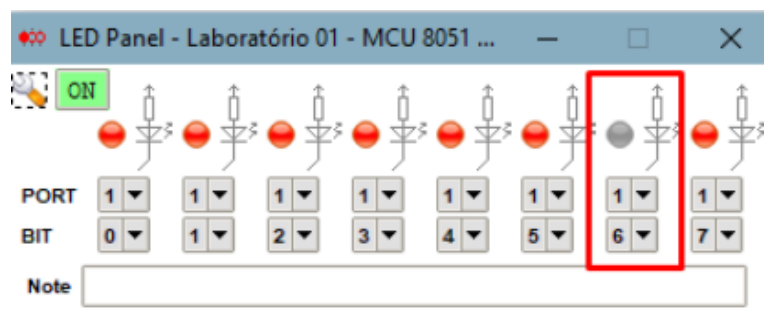 LED Panel - Laboratório 01 - MCU 8051 ...
ON
PORT 1 1 1 1 1 1 1 1
BIT 0 1 2 3 4 5 6 7
Note